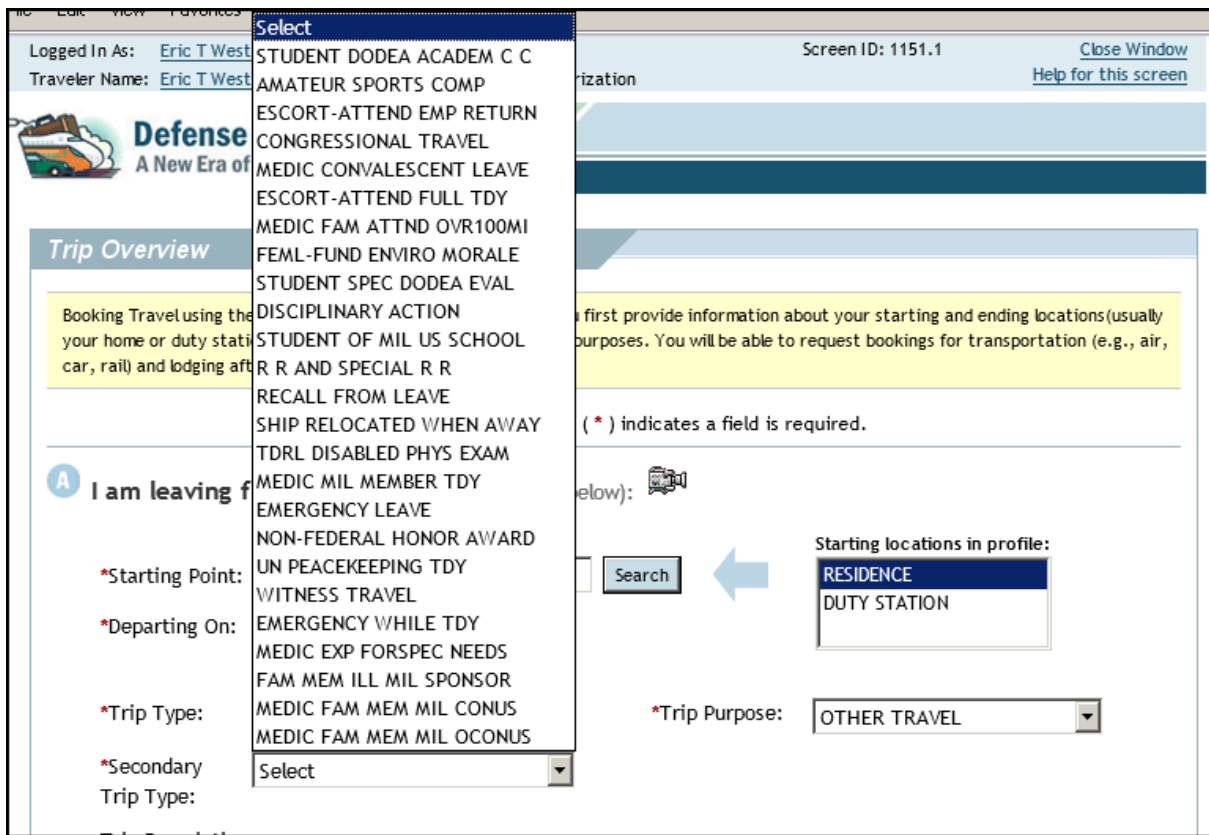 View Favorites
Logged In As: Eric T West
Screen ID: 1151.1
Close Window
Traveler Name: Eric T West
rization
Help for this screen
Defense
A New Era of
Select
STUDENT DODEA ACADEM C C
AMATEUR SPORTS COMP
ESCORT-ATTEND EMP RETURN
CONGRESSIONAL TRAVEL
MEDIC CONVALESCENT LEAVE
ESCORT-ATTEND FULL TDY
MEDIC FAM ATTND OVR100MI
FEML-FUND ENVIRO MORALE
STUDENT SPEC DODEA EVAL
DISCIPLINARY ACTION
STUDENT OF MIL US SCHOOL
R R AND SPECIAL R R
RECALL FROM LEAVE
SHIP RELOCATED WHEN AWAY
TDRL DISABLED PHYS EXAM
MEDIC MIL MEMBER TDY
EMERGENCY LEAVE
NON-FEDERAL HONOR AWARD
UN PEACEKEEPING TDY
WITNESS TRAVEL
EMERGENCY WHILE TDY
MEDIC EXP FORSPEC NEEDS
FAM MEM ILL MIL SPONSOR
MEDIC FAM MEM MIL CONUS
MEDIC FAM MEM MIL OCONUS
Trip Overview
Booking Travel using the
u first provide information about your starting and ending locations(usually
your home or duty stati
ourposes. You will be able to request bookings for transportation (e.g., air,
car, rail) and lodging aft
( * ) indicates a field is required.
A I am leaving f
elow):
Starting locations in profile:
*Starting Point:
Search
RESIDENCE
DUTY STATION
*Departing On:
*Trip Type:
*Trip Purpose: OTHER TRAVEL
*Secondary
Trip Type:
Select